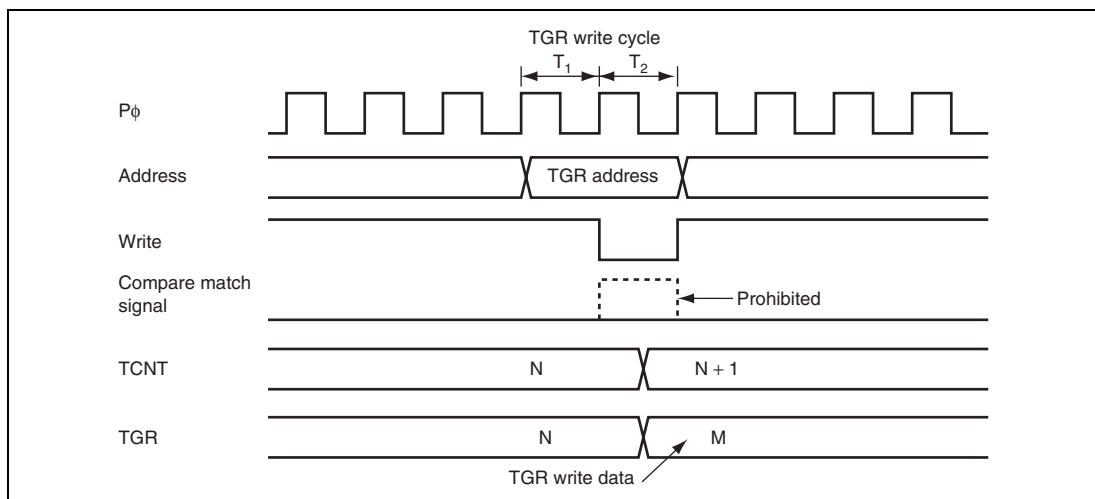 TGR write cycle
T1 T2
Pϕ
Address
TGR address
Write
Compare match
signal
Prohibited
TCNT
N
N + 1
TGR
N
M
TGR write data